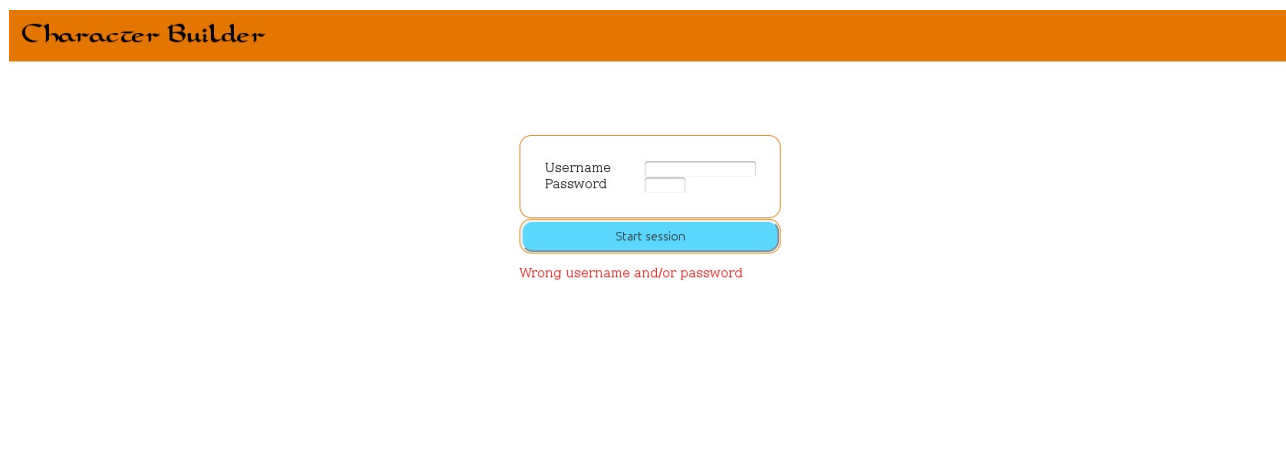 Character Builder
Username
Password
Start session
Wrong username and/or password